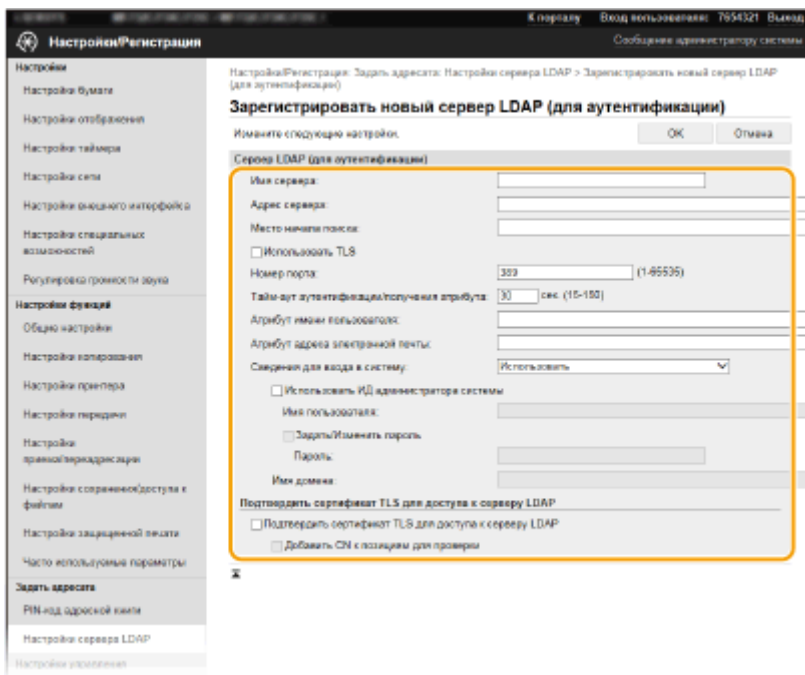 К порталу Вход пользователя: 7654321 Выход
Настройки/Регистрация
Сообщение администратору системы
Настройки
Настройки бумаги
Настройки отображения
Настройки таймера
Настройки сети
Настройки внешнего интерфейса
Настройки специальных
возможностей
Регулировка громкости звука
Настройки функций
Общие настройки
Настройки копирования
Настройки принтера
Настройки передачи
Настройки
приема/переадресации
Настройки сохранения/доступа к
файлам
Настройки защищенной печати
Часто используемые параметры
Задать адресата
PIN-код адресной книги
Настройки сервера LDAP
Настройки управления
Настройки/Регистрация: Задать адресата: Настройки сервера LDAP > Зарегистрировать новый сервер LDAP
(для аутентификации)
Зарегистрировать новый сервер LDAP (для аутентификации)
Измените следующие настройки. OK Отмена
Сервер LDAP (для аутентификации)
Имя сервера:
Адрес сервера:
Место начала поиска:
Использовать TLS
Номер порта: 389 (1-65535)
Тайм-аут аутентификации/получения атрибута: 30 сек. (15-150)
Атрибут имени пользователя:
Атрибут адреса электронной почты:
Сведения для входа в систему: Использовать
Использовать ИД администратора системы
Имя пользователя:
Задать/Изменить пароль
Пароль:
Имя домена:
Подтвердить сертификат TLS для доступа к серверу LDAP
Подтвердить сертификат TLS для доступа к серверу LDAP
Добавить CN к позициям для проверки